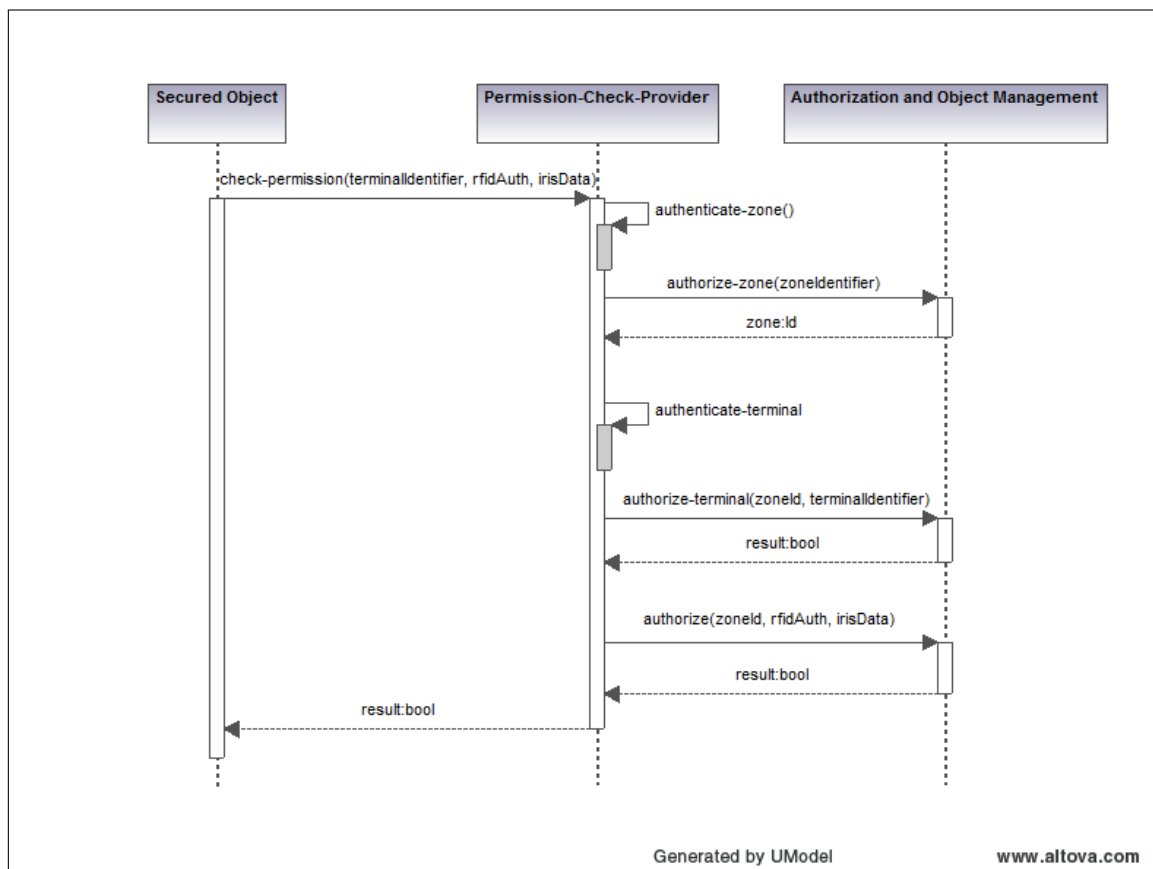 Secured Object
Permission-Check-Provider
Authorization and Object Management
check-permission(terminalIdentifier, rfidAuth, irisData)
authenticate-zone()
authorize-zone(zoneIdentifier)
zone:Id
authenticate-terminal
authorize-terminal(zoneId, terminalIdentifier)
result:bool
authorize(zoneId, rfidAuth, irisData)
result:bool
result:bool
Generated by UModel
www.altova.com